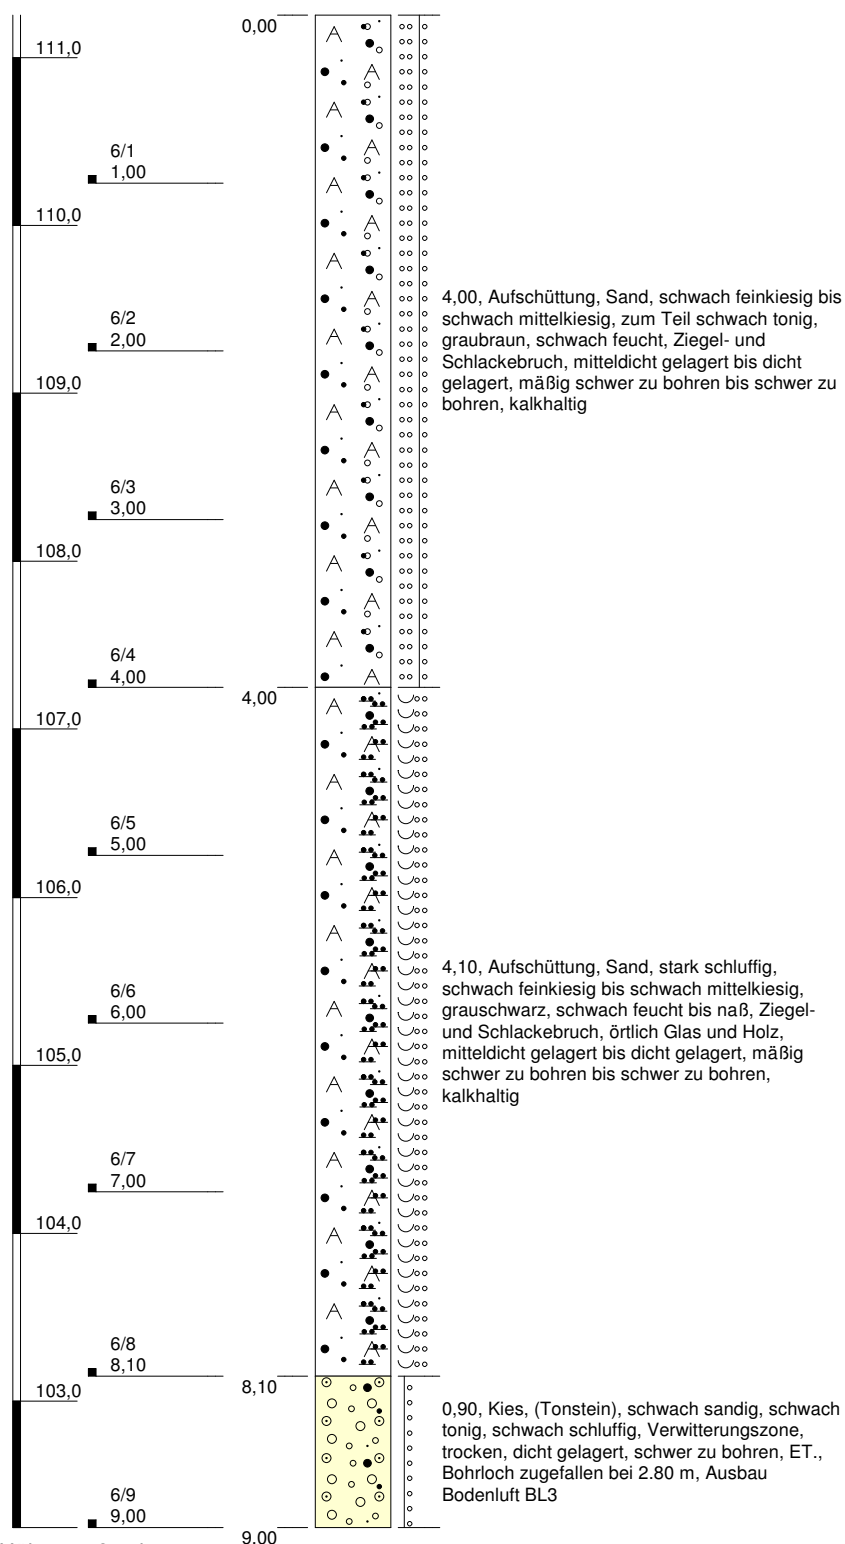 0,00
111,0
6/1
1,00
110,0
6/2
2,00
109,0
6/3
3,00
108,0
6/4
4,00
4,00
4,00, Aufschüttung, Sand, schwach feinkiesig bis
schwach mittelkiesig, zum Teil schwach tonig,
graubraun, schwach feucht, Ziegel- und
Schlackebruch, mitteldicht gelagert bis dicht
gelagert, mäßig schwer zu bohren bis schwer zu
bohren, kalkhaltig
107,0
6/5
5,00
106,0
6/6
6,00
105,0
6/7
7,00
104,0
6/8
8,10
8,10
4,10, Aufschüttung, Sand, stark schluffig,
schwach feinkiesig bis schwach mittelkiesig,
grauschwarz, schwach feucht bis naß, Ziegel-
und Schlackebruch, örtlich Glas und Holz,
mitteldicht gelagert bis dicht gelagert, mäßig
schwer zu bohren bis schwer zu bohren,
kalkhaltig
103,0
6/9
9,00
9,00
0,90, Kies, (Tonstein), schwach sandig, schwach
tonig, schwach schluffig, Verwitterungszone,
trocken, dicht gelagert, schwer zu bohren, ET.,
Bohrloch zugefallen bei 2.80 m, Ausbau
Bodenluft BL3